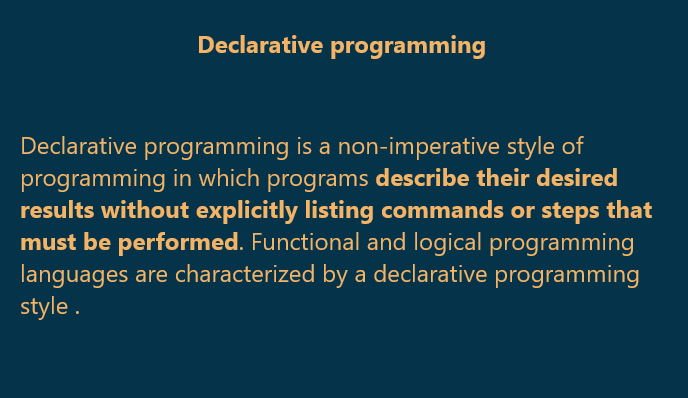 Declarative programming
Declarative programming is a non-imperative style of
programming in which programs describe their desired
results without explicitly listing commands or steps that
must be performed. Functional and logical programming
languages are characterized by a declarative programming
style .